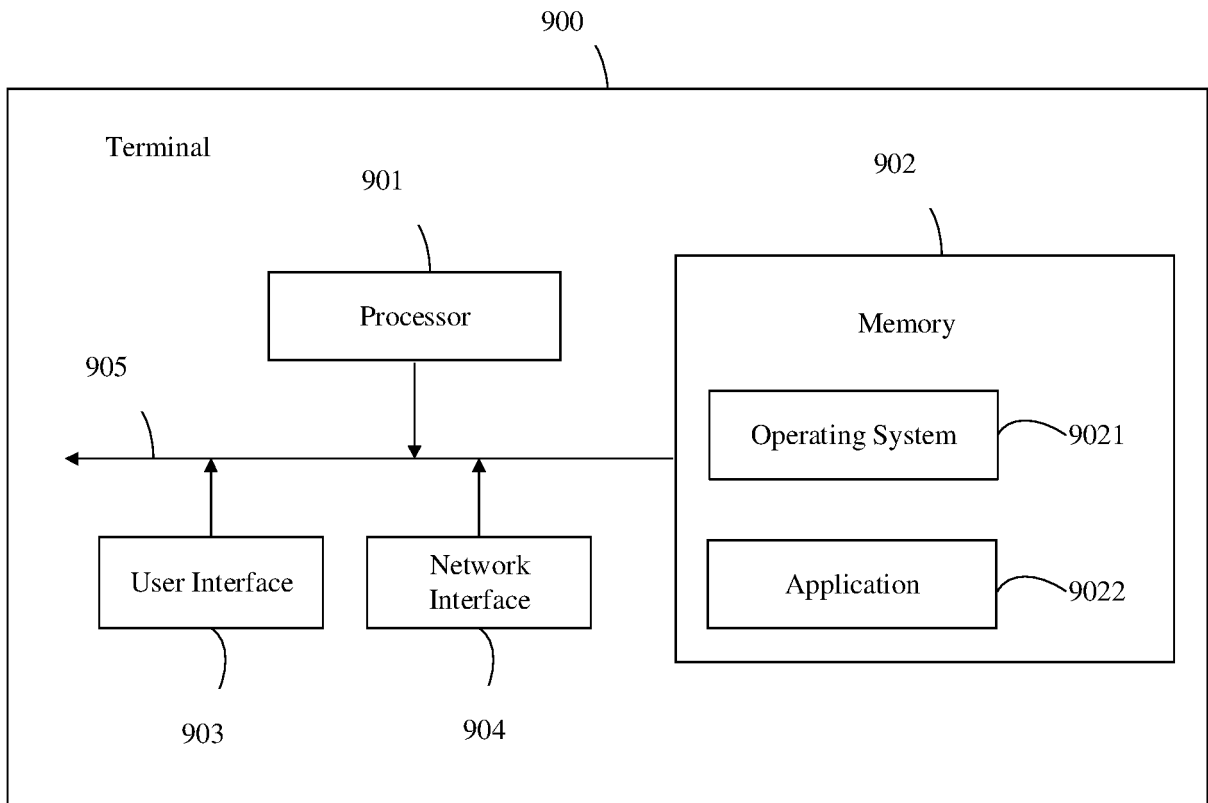 900
Terminal
901
902
Processor
Memory
905
Operating System
9021
User Interface
Network
Interface
Application
9022
903
904